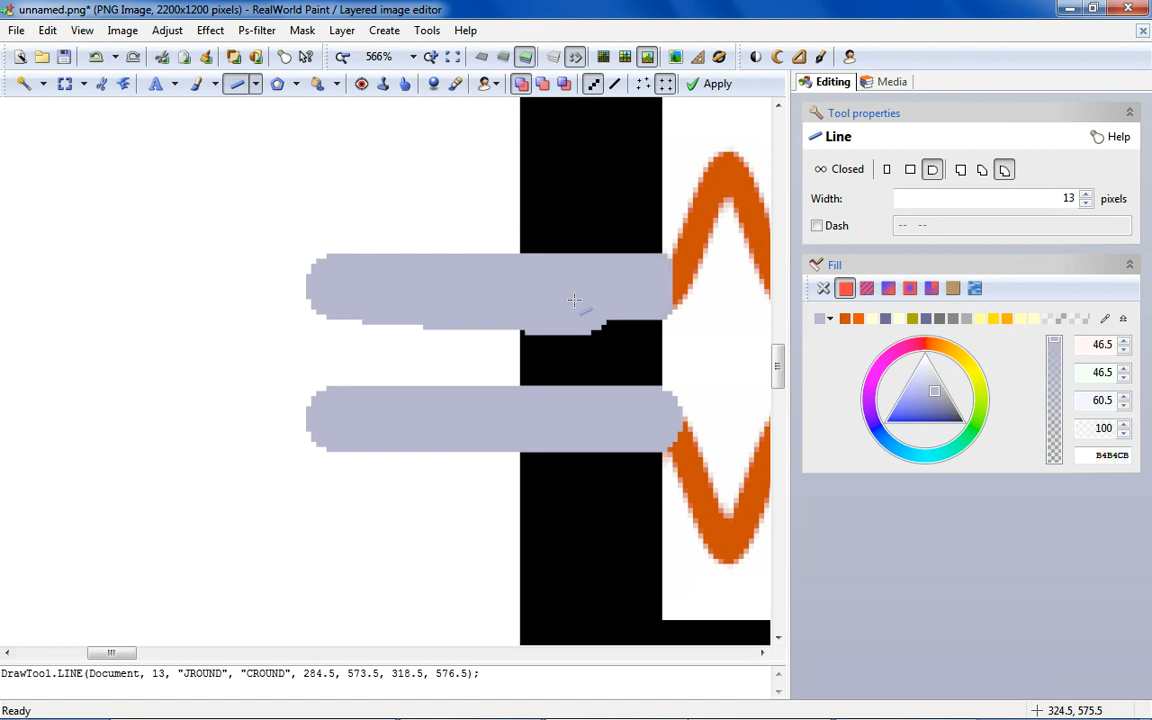 unnamed.png* (PNG Image, 2200x1200 pixels) - RealWorld Paint / Layered image editor
File Edit View Image Adjust Effect Ps-filter Mask Layer Create Tools Help
566%
Apply
Editing Media
Tool properties
Line Help
Closed
Width: 13 pixels
Dash -- --
Fill
46.5
46.5
60.5
100
B4B4CB
DrawTool.LINE(Document, 13, "JROUND", "CROUND", 284.5, 573.5, 318.5, 576.5);
Ready 324.5, 575.5